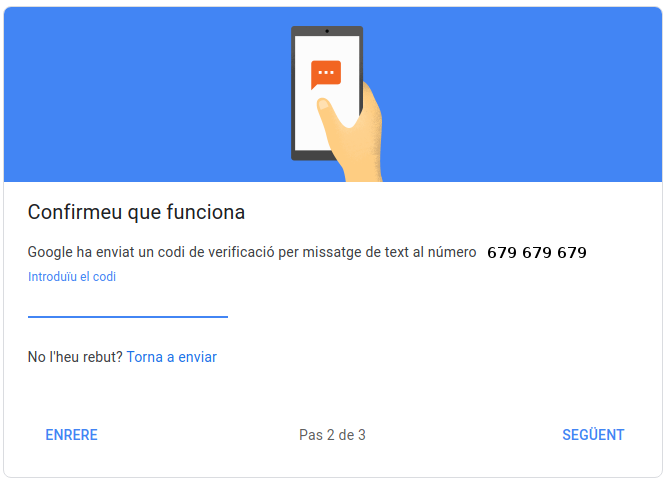 Confirmeu que funciona
Google ha enviat un codi de verificació per missatge de text al número 679 679 679
Introduïu el codi
No l'heu rebut? Torna a enviar
ENRERE Pas 2 de 3 SEGÜENT